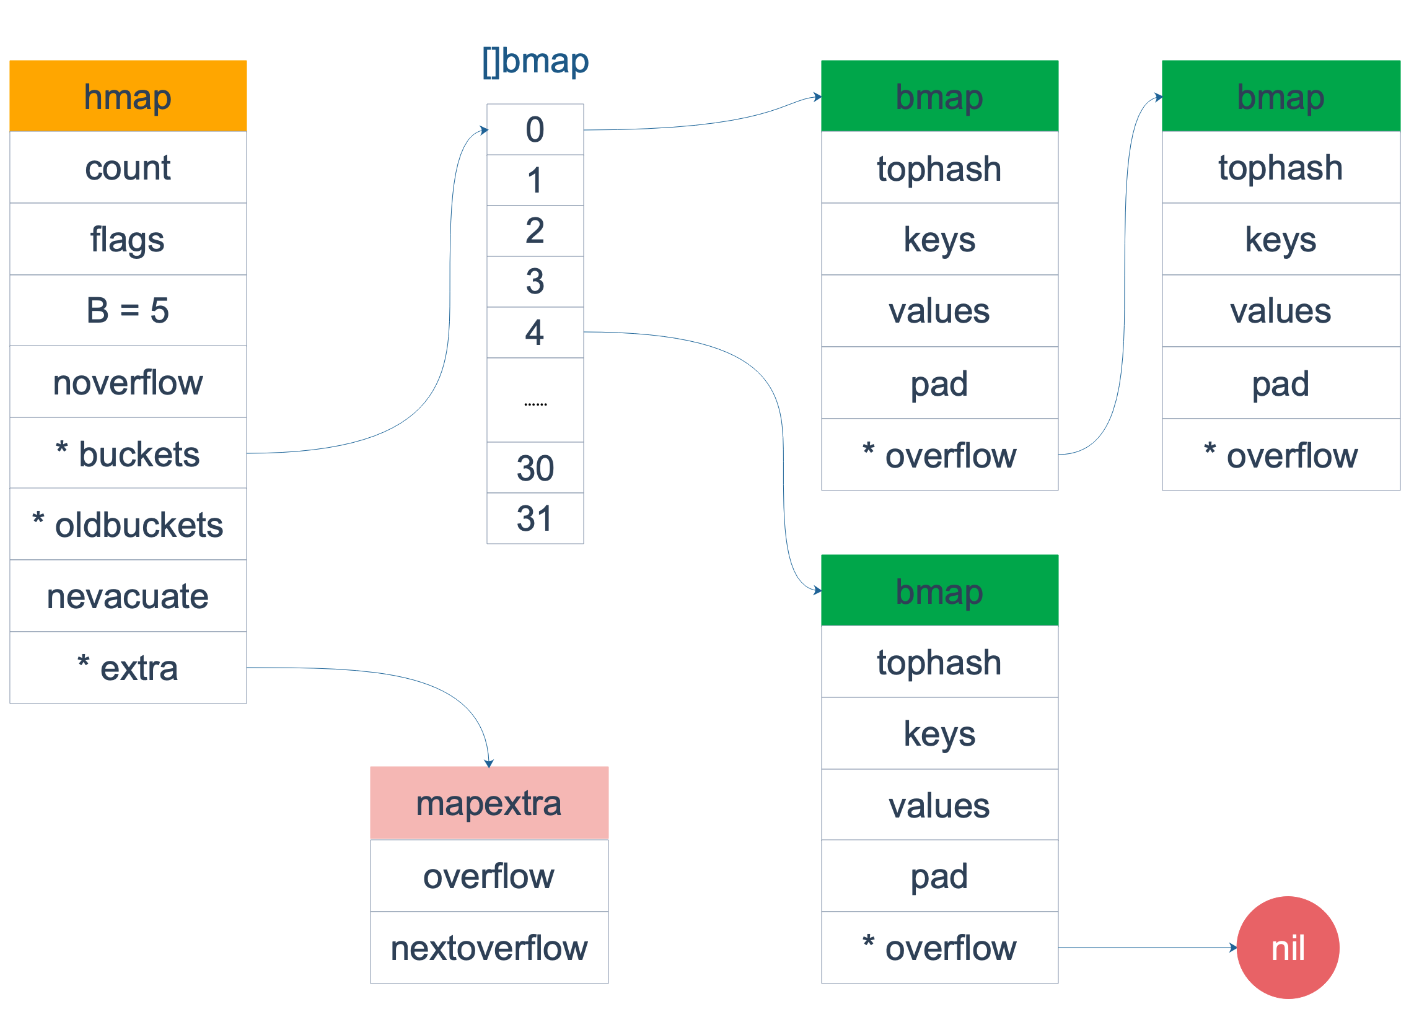 hmap
count
flags
B = 5
noverflow
* buckets
* oldbuckets
nevacuate
* extra
[]bmap
0
1
2
3
4
......
30
31
mapextra
overflow
nextoverflow
bmap
tophash
keys
values
pad
* overflow
bmap
tophash
keys
values
pad
* overflow
bmap
tophash
keys
values
pad
* overflow
nil